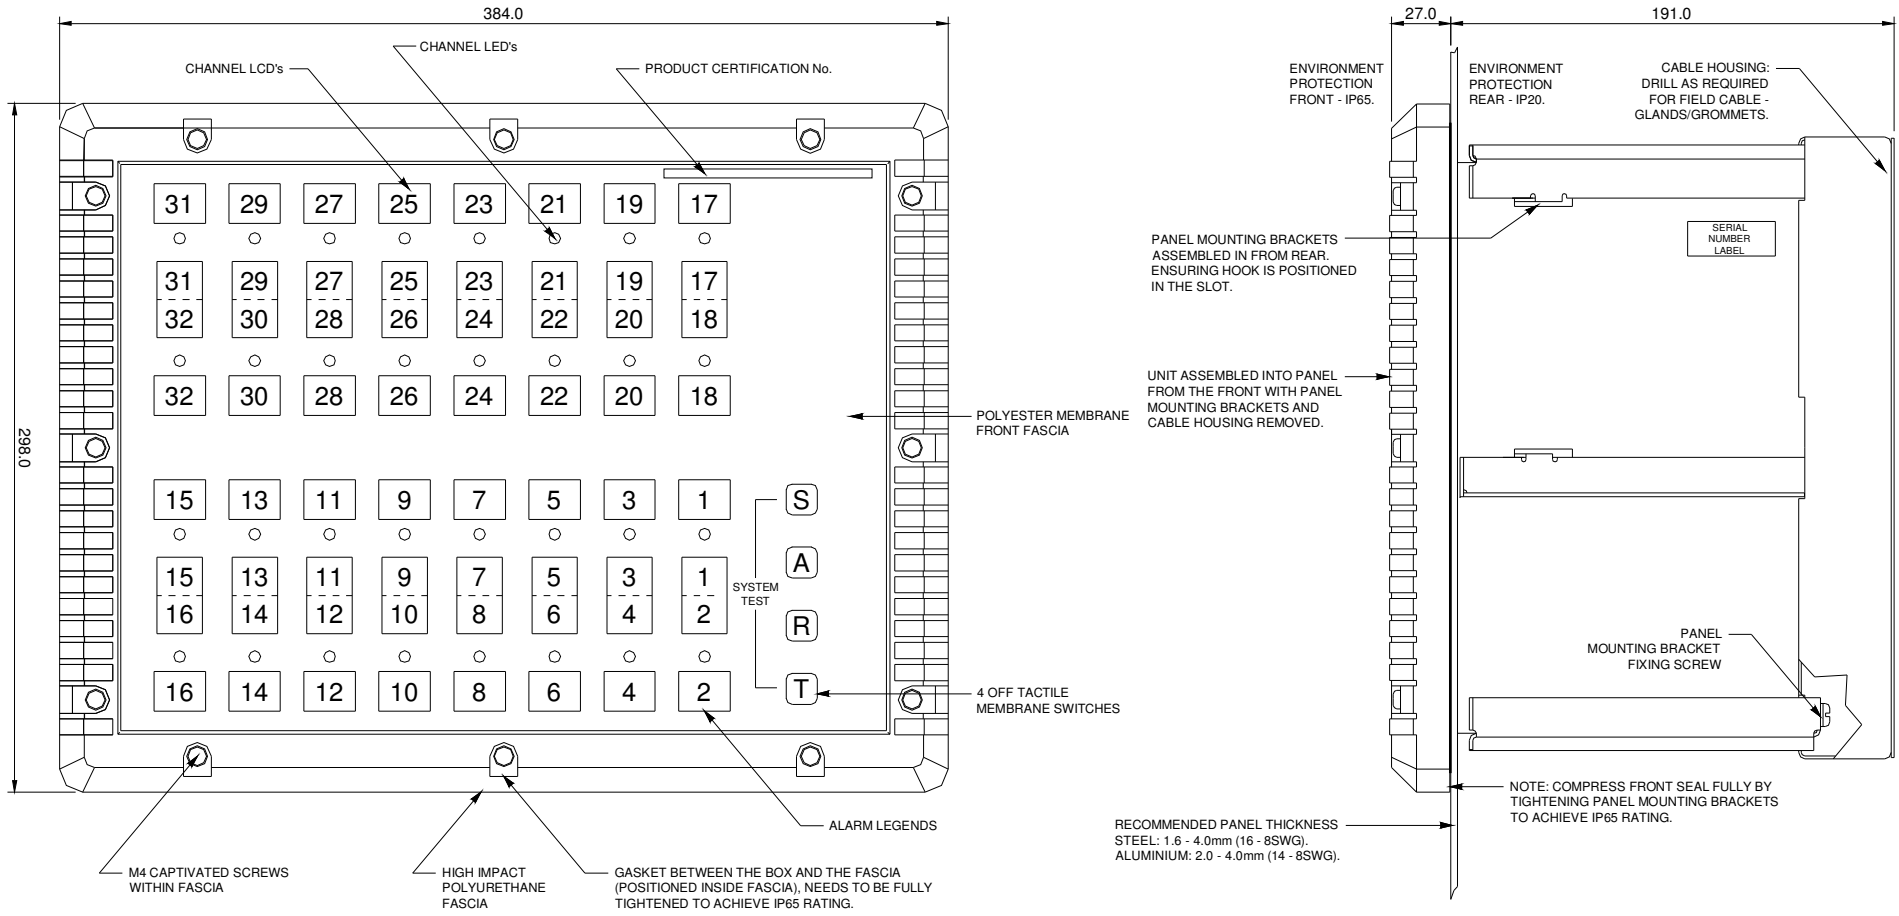 384.0
27.0
191.0
CHANNEL LED's
CHANNEL LCD's
PRODUCT CERTIFICATION No.
ENVIRONMENT
PROTECTION
FRONT - IP65.
ENVIRONMENT
PROTECTION
REAR - IP20.
CABLE HOUSING:
DRILL AS REQUIRED
FOR FIELD CABLE -
GLANDS/GROMMETS.
31 29 27 25 23 21 19 17
31 29 27 25 23 21 19 17
32 30 28 26 24 22 20 18
32 30 28 26 24 22 20 18
298.0
SERIAL
NUMBER
LABEL
PANEL MOUNTING BRACKETS
ASSEMBLED IN FROM REAR.
ENSURING HOOK IS POSITIONED
IN THE SLOT.
UNIT ASSEMBLED INTO PANEL
FROM THE FRONT WITH PANEL
MOUNTING BRACKETS AND
CABLE HOUSING REMOVED.
POLYESTER MEMBRANE
FRONT FASCIA
15 13 11 9 7 5 3 1 S
A
15 13 11 9 7 5 3 1
SYSTEM
TEST
16 14 12 10 8 6 4 2
R
16 14 12 10 8 6 4 2 T
4 OFF TACTILE
MEMBRANE SWITCHES
PANEL
MOUNTING BRACKET
FIXING SCREW
NOTE: COMPRESS FRONT SEAL FULLY BY
TIGHTENING PANEL MOUNTING BRACKETS
TO ACHIEVE IP65 RATING.
ALARM LEGENDS
RECOMMENDED PANEL THICKNESS
STEEL: 1.6 - 4.0mm (16 - 8SWG).
ALUMINIUM: 2.0 - 4.0mm (14 - 8SWG).
M4 CAPTIVATED SCREWS
WITHIN FASCIA
HIGH IMPACT
POLYURETHANE
FASCIA
GASKET BETWEEN THE BOX AND THE FASCIA
(POSITIONED INSIDE FASCIA), NEEDS TO BE FULLY
TIGHTENED TO ACHIEVE IP65 RATING.